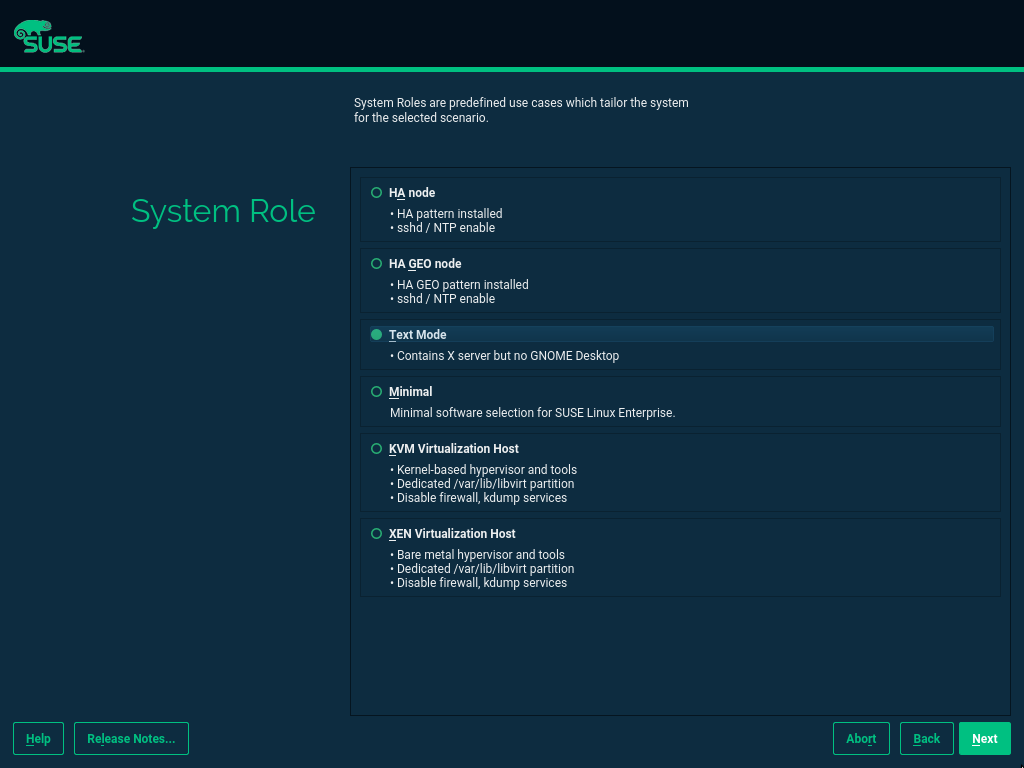 SUSE
System Roles are predefined use cases which tailor the system
for the selected scenario.
System Role
HA node
• HA pattern installed
• sshd / NTP enable
HA GEO node
• HA GEO pattern installed
• sshd / NTP enable
Text Mode
• Contains X server but no GNOME Desktop
Minimal
Minimal software selection for SUSE Linux Enterprise.
KVM Virtualization Host
• Kernel-based hypervisor and tools
• Dedicated /var/lib/libvirt partition
• Disable firewall, kdump services
XEN Virtualization Host
• Bare metal hypervisor and tools
• Dedicated /var/lib/libvirt partition
• Disable firewall, kdump services
Help Release Notes... Abort Back Next